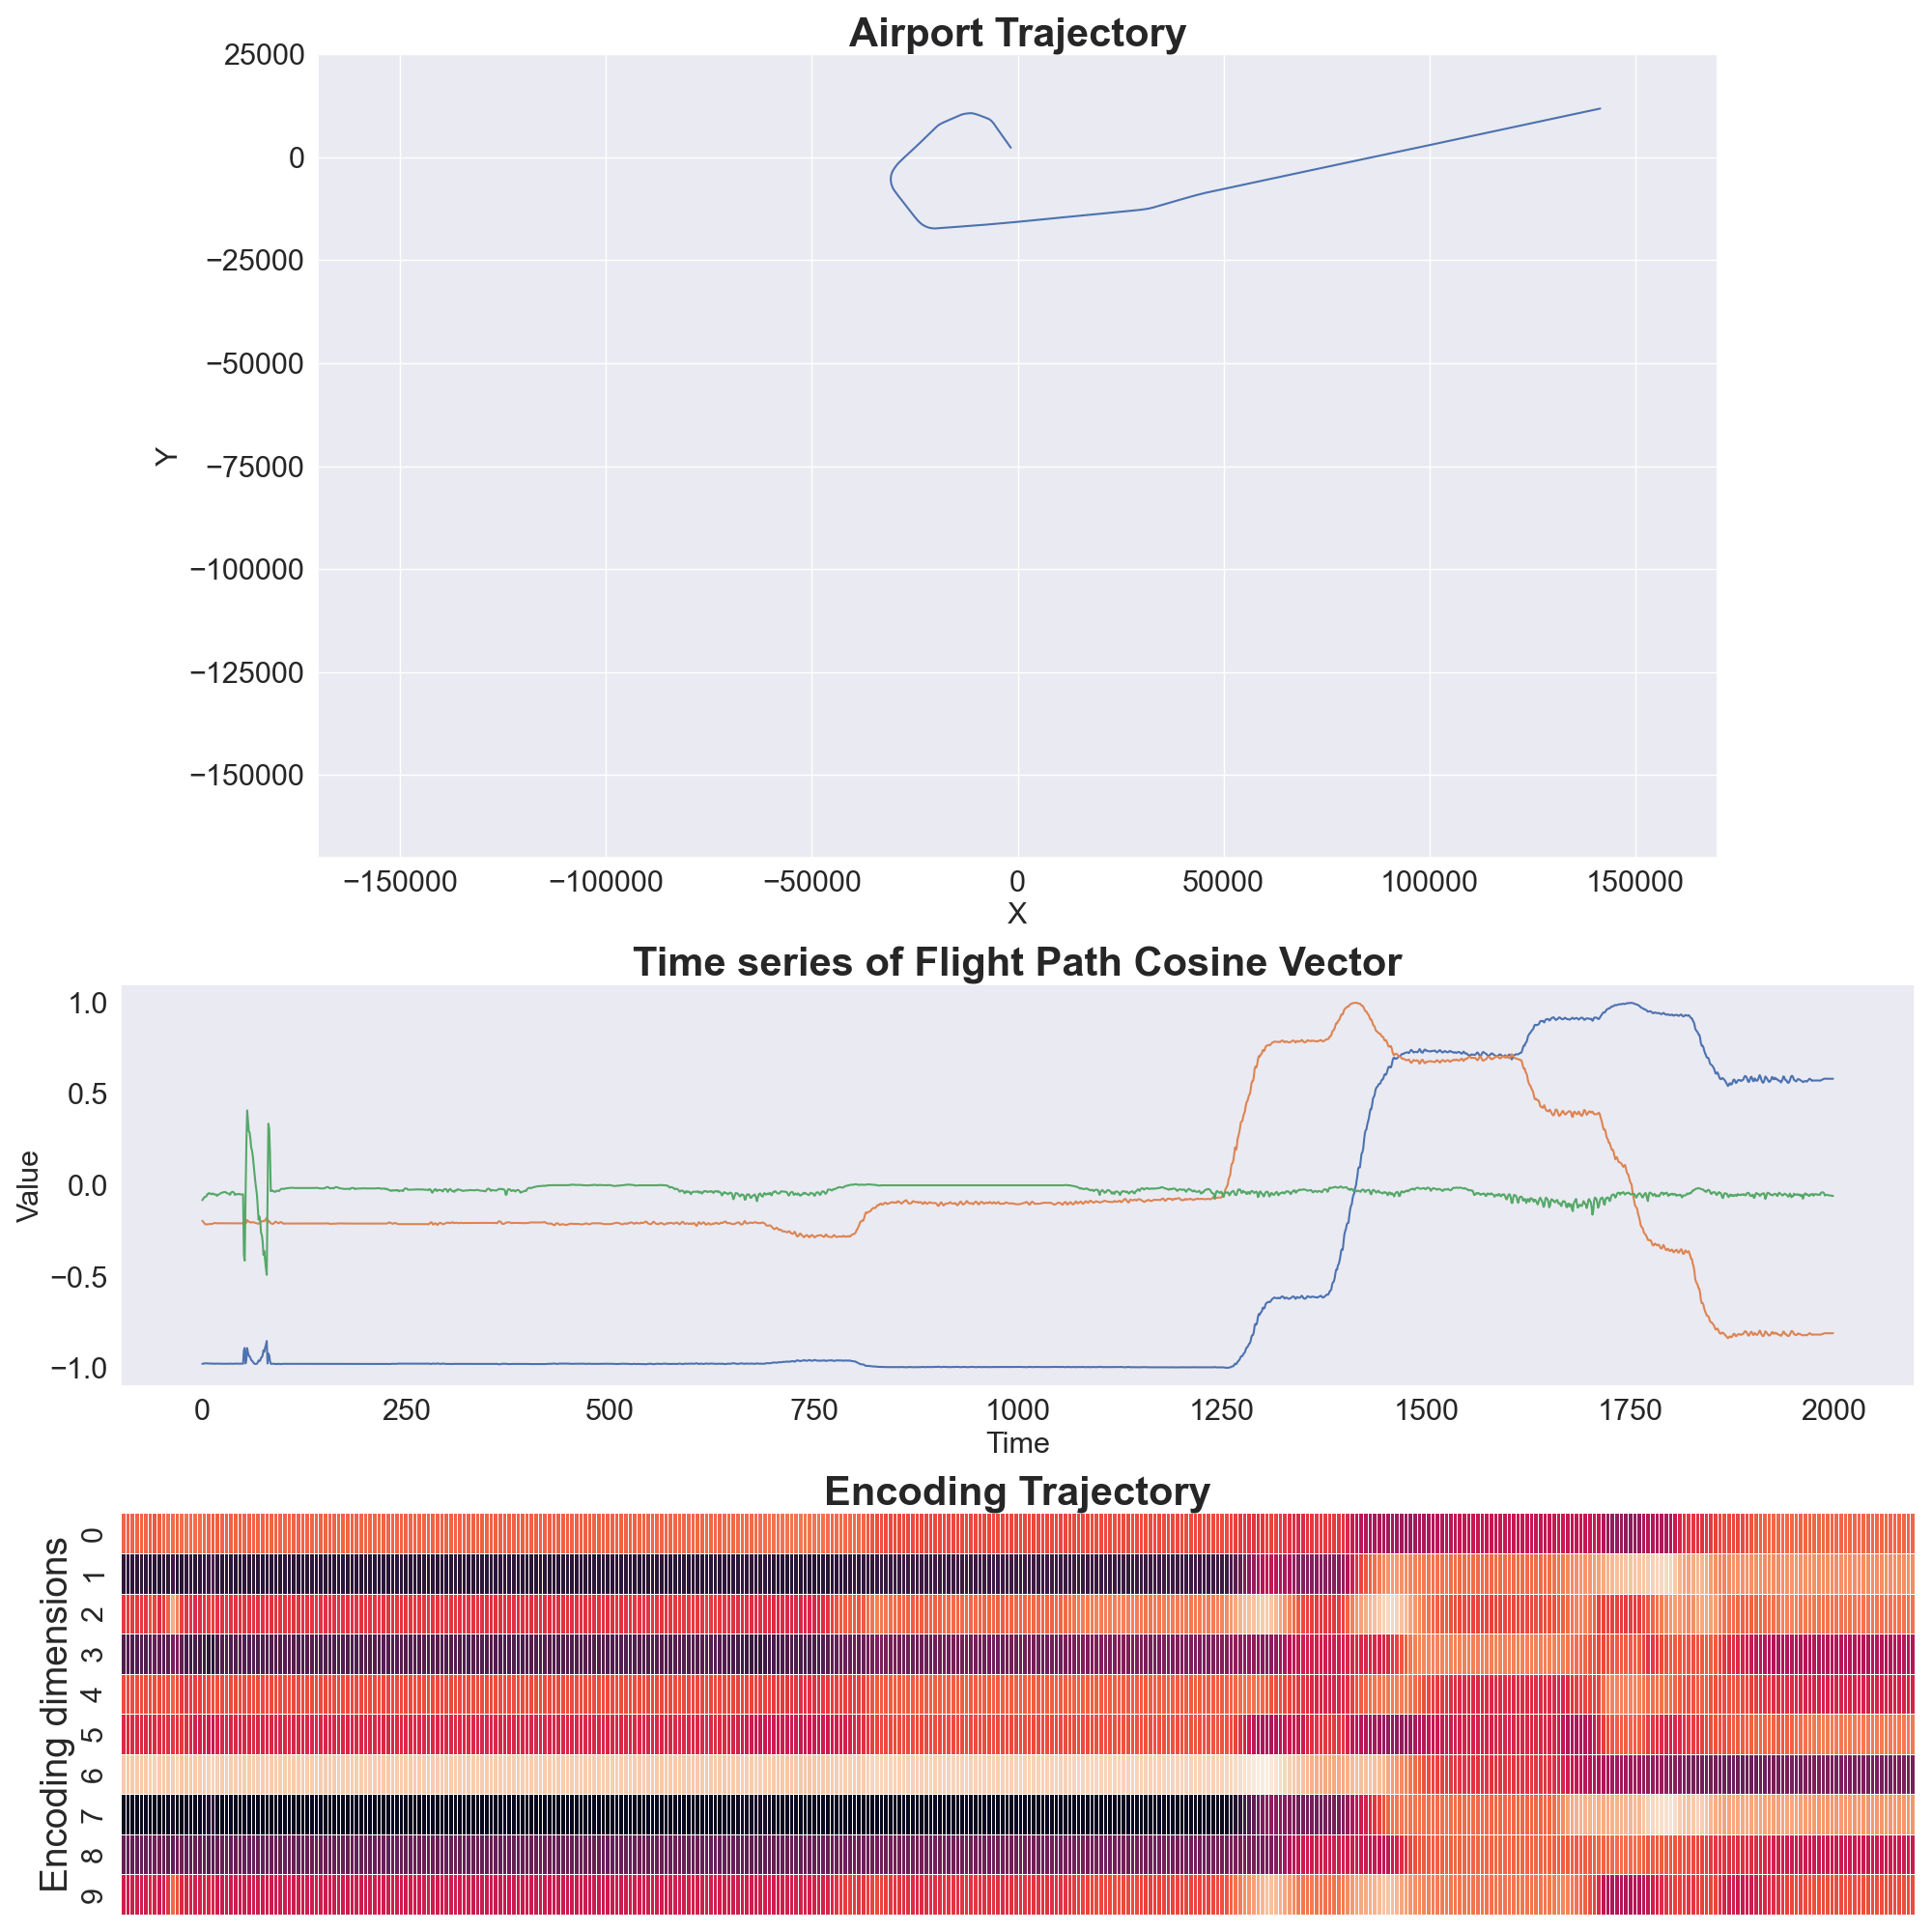 Airport Trajectory
25000
0
−25000
−50000
−75000
−100000
−125000
−150000
Y
−150000 −100000 −50000 0 50000 100000 150000
X
Time series of Flight Path Cosine Vector
1.0
0.5
0.0
−0.5
−1.0
Value
0 250 500 750 1000 1250 1500 1750 2000
Time
Encoding Trajectory
Encoding dimensions
0
1
2
3
4
5
6
7
8
9